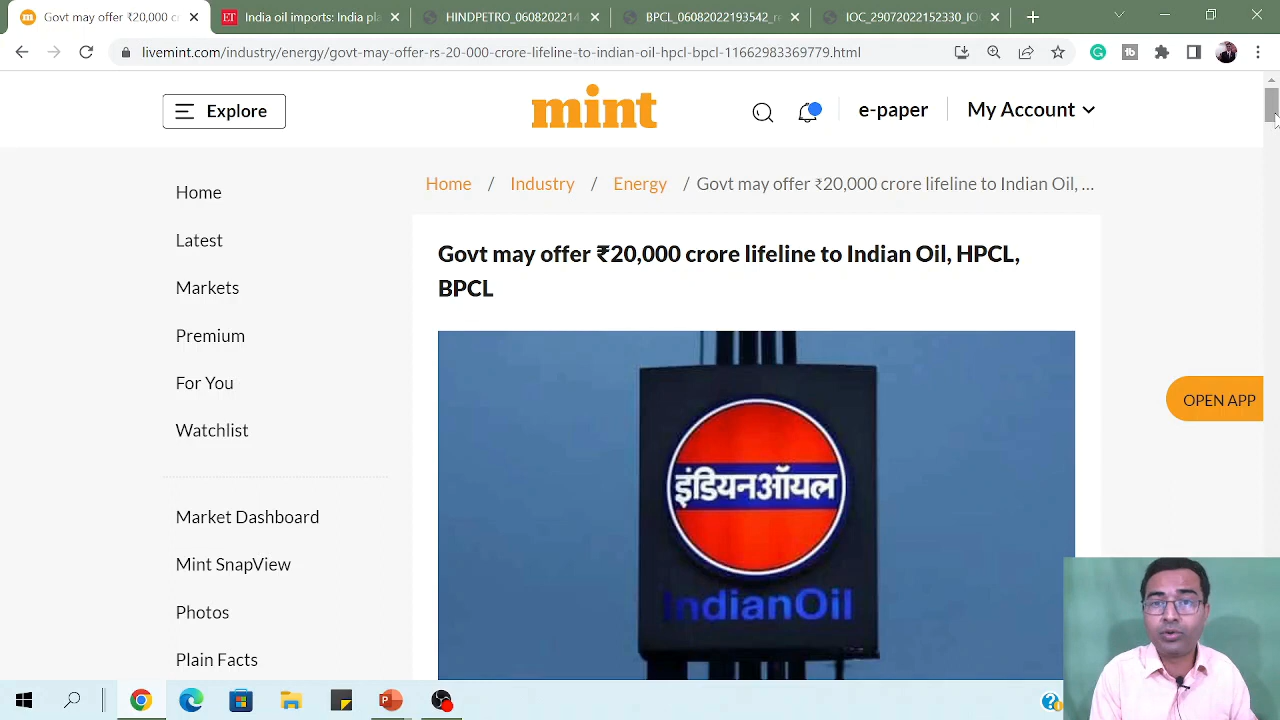 Govt may offer ₹20,000 c
India oil imports: India pla
HINDPETRO_0608202214
BPCL_06082022193542_re
IOC_29072022152330_IO
livemint.com/industry/energy/govt-may-offer-rs-20-000-crore-lifeline-to-indian-oil-hpcl-bpcl-11662983369779.html
Explore
mint
e-paper
My Account
Home / Industry / Energy / Govt may offer ₹20,000 crore lifeline to Indian Oil, ...
Home
Latest
Markets
Premium
For You
Watchlist
Market Dashboard
Mint SnapView
Photos
Plain Facts
Govt may offer ₹20,000 crore lifeline to Indian Oil, HPCL,
BPCL
इंडियनऑयल
IndianOil
OPEN APP